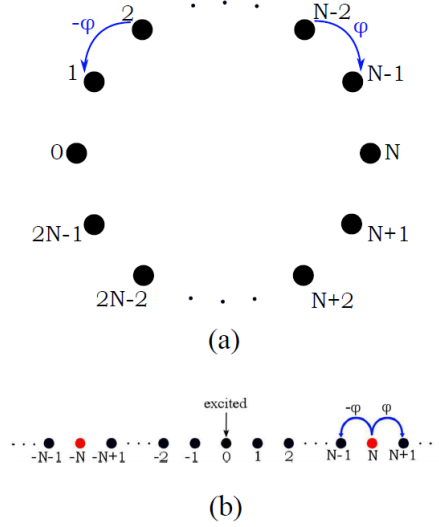 . . .
-φ 2 N-2 φ
1 N-1
0 N
2N-1 N+1
2N-2 . . . N+2
(a)
excited
-φ φ
. . . -N-1 -N -N+1 . . . -2 -1 0 1 2 . . . N-1 N N+1 . . .
(b)